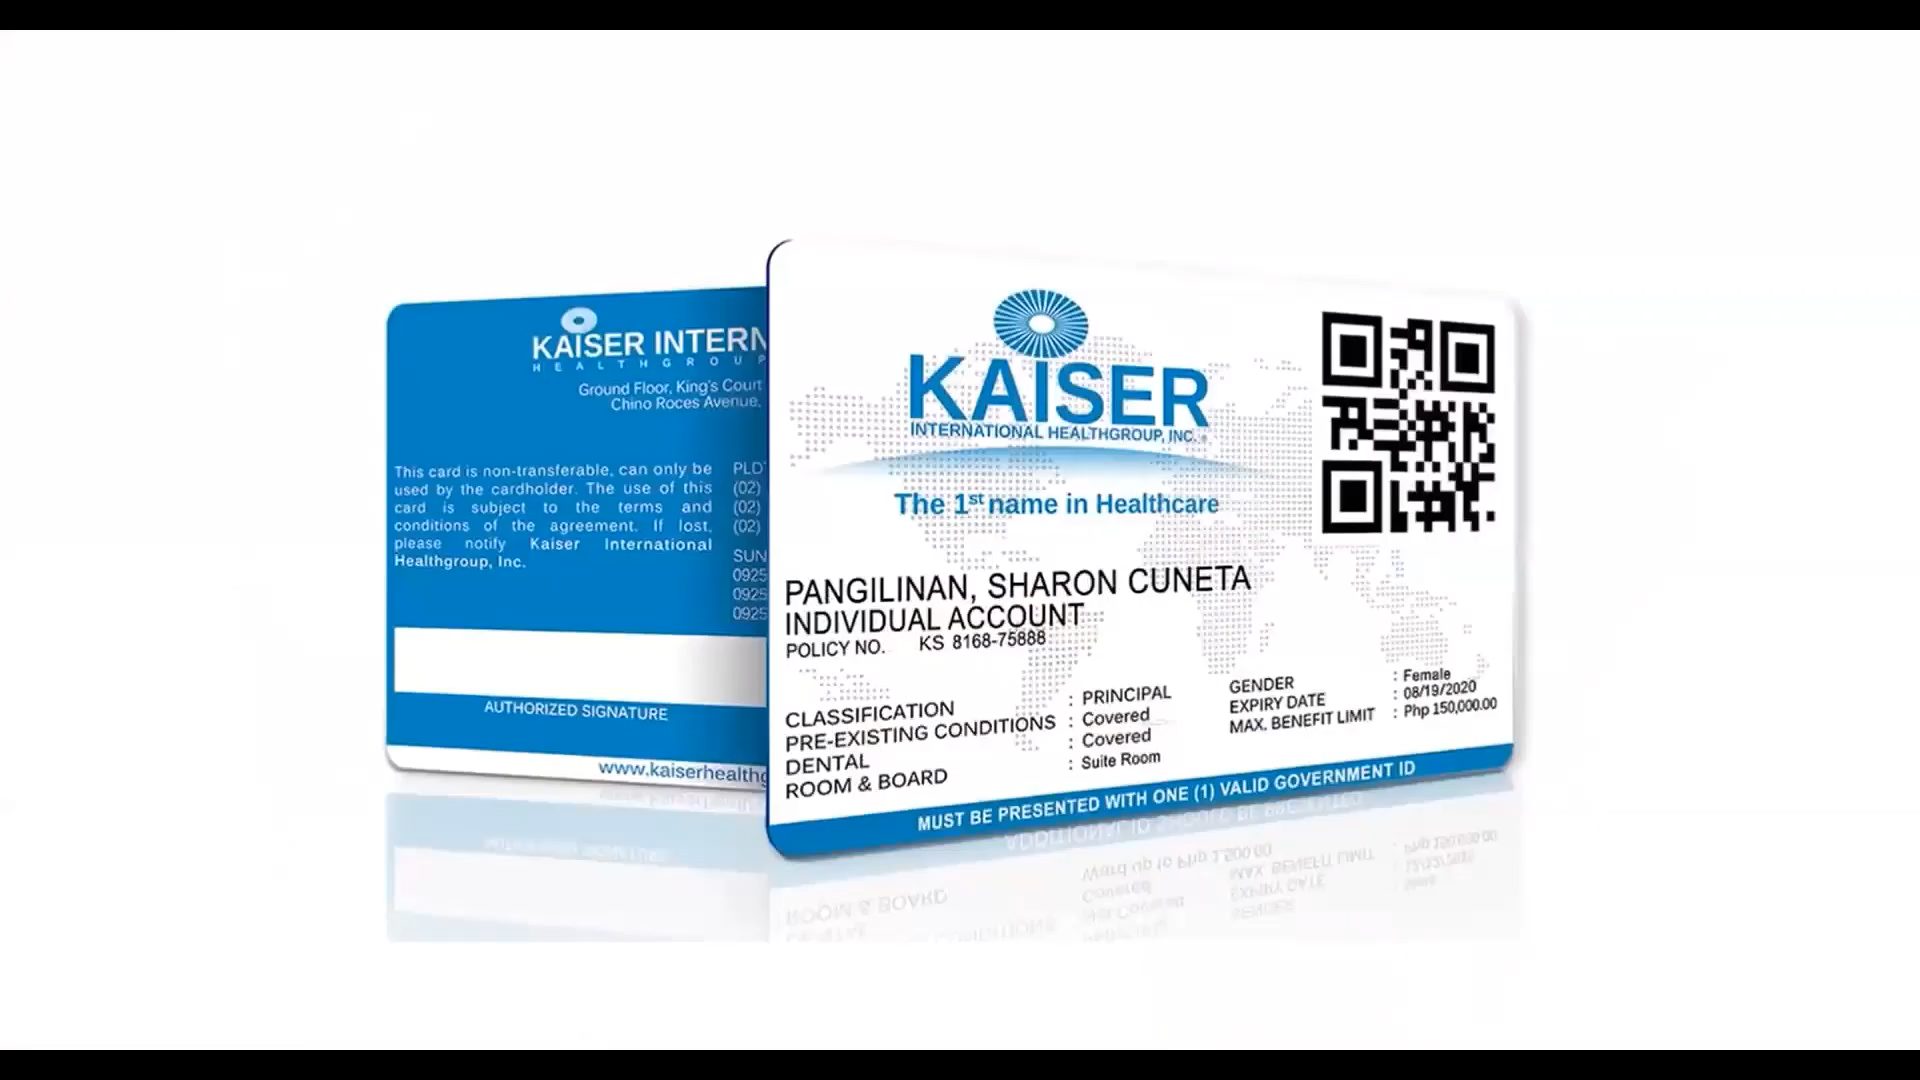 KAISER INTERN
HEALTHGROUP
Ground Floor, King's Court
Chino Roces Avenue,
This card is non-transferable, can only be
used by the cardholder. The use of this
card is subject to the terms and
conditions of the agreement. If lost,
please notify Kaiser International
Healthgroup, Inc.
PLDT
(02)
(02)
(02)
SUN
0925
0925
0925
AUTHORIZED SIGNATURE
www.kaiserhealthg
KAISER
INTERNATIONAL HEALTHGROUP, INC.
The 1st name in Healthcare
PANGILINAN, SHARON CUNETA
INDIVIDUAL ACCOUNT
POLICY NO. KS 8168-75888
CLASSIFICATION : PRINCIPAL
PRE-EXISTING CONDITIONS : Covered
DENTAL : Covered
ROOM & BOARD : Suite Room
GENDER : Female
EXPIRY DATE : 08/19/2020
MAX. BENEFIT LIMIT : Php 150,000.00
MUST BE PRESENTED WITH ONE (1) VALID GOVERNMENT ID